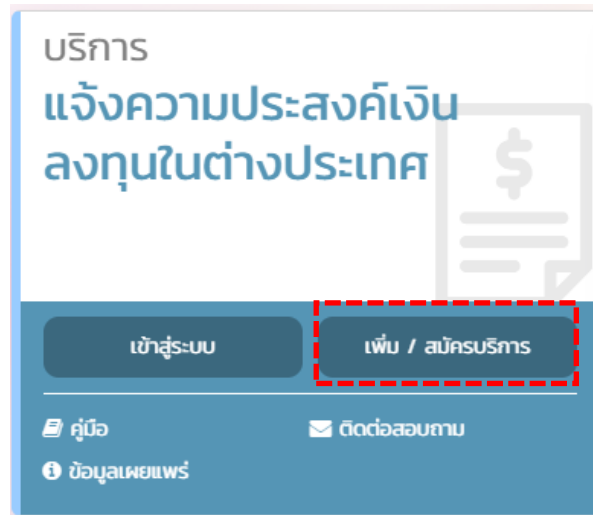 บริการ
แจ้งความประสงค์เงิน
ลงทุนในต่างประเทศ
$
เข้าสู่ระบบ
เพิ่ม / สมัครบริการ
คู่มือ
ติดต่อสอบถาม
ข้อมูลเผยแพร่